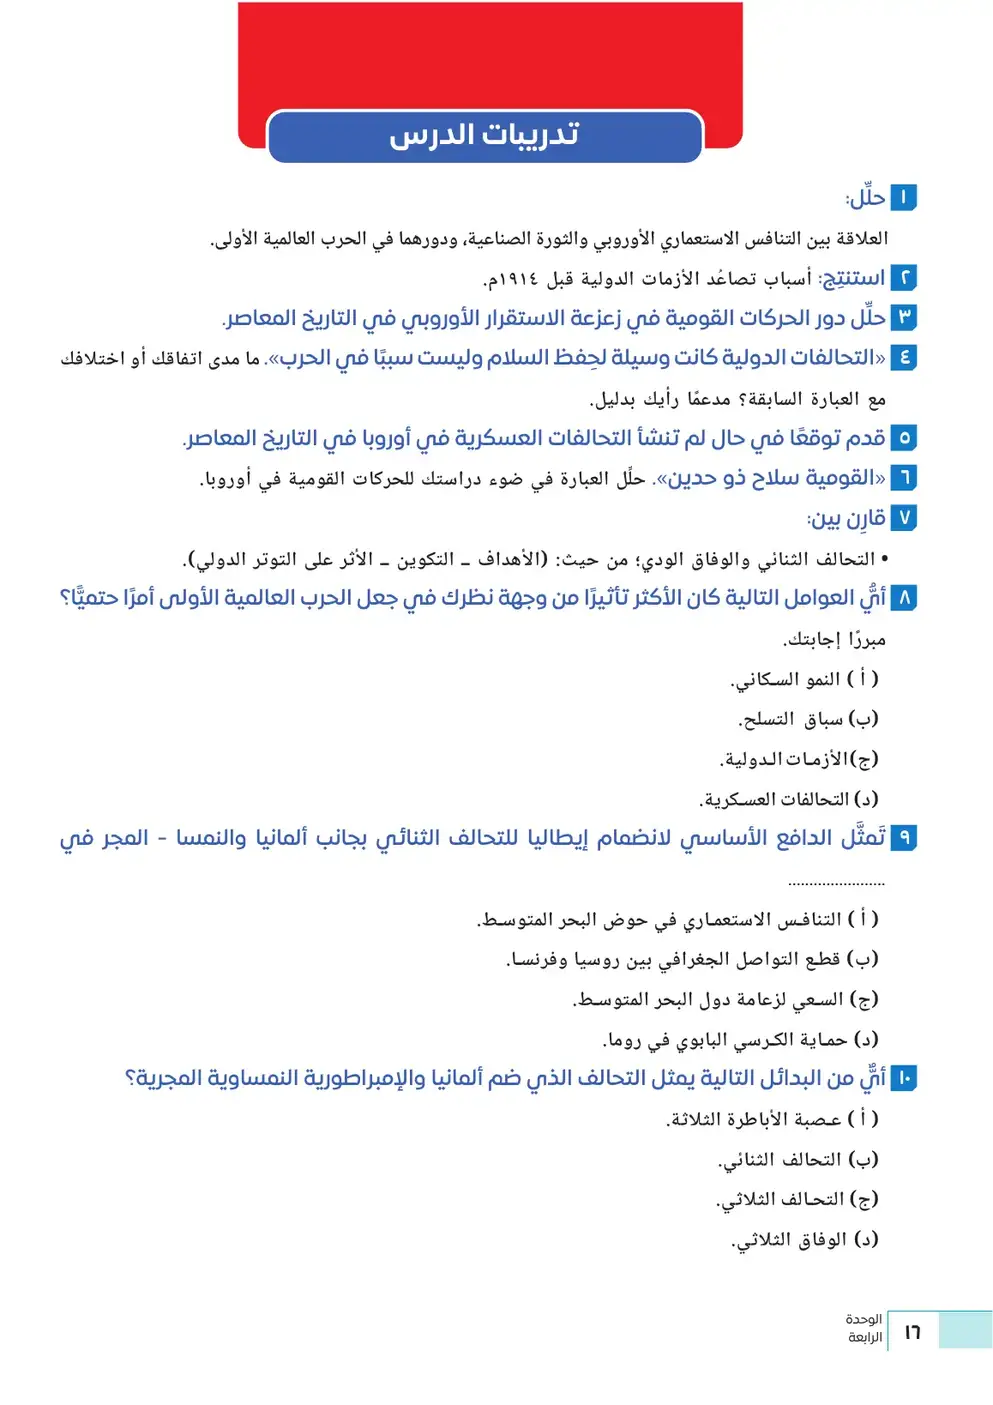 تدريبات الدرس
١ حلِّل:
العلاقة بين التنافس الاستعماري الأوروبي والثورة الصناعية، ودورهما في الحرب العالمية الأولى.
٢ استنتِج: أسباب تصاعُد الأزمات الدولية قبل ١٩١٤م.
٣ حلِّل دور الحركات القومية في زعزعة الاستقرار الأوروبي في التاريخ المعاصر.
٤ «التحالفات الدولية كانت وسيلة لحِفظ السلام وليست سببًا في الحرب». ما مدى اتفاقك أو اختلافك
مع العبارة السابقة؟ مدعمًا رأيك بدليل.
٥ قدم توقعًا في حال لم تنشأ التحالفات العسكرية في أوروبا في التاريخ المعاصر.
٦ «القومية سلاح ذو حدين». حلِّل العبارة في ضوء دراستك للحركات القومية في أوروبا.
٧ قارِن بين:
• التحالف الثنائي والوفاق الودي؛ من حيث: (الأهداف – التكوين – الأثر على التوتر الدولي).
٨ أيُّ العوامل التالية كان الأكثر تأثيرًا من وجهة نظرك في جعل الحرب العالمية الأولى أمرًا حتميًّا؟
مبررًا إجابتك.
( أ ) النمو السكاني.
(ب) سباق التسلح.
(ج) الأزمات الدولية.
(د) التحالفات العسكرية.
٩ تَمثَّل الدافع الأساسي لانضمام إيطاليا للتحالف الثنائي بجانب ألمانيا والنمسا - المجر في
.......................
( أ ) التنافس الاستعماري في حوض البحر المتوسط.
(ب) قطع التواصل الجغرافي بين روسيا وفرنسا.
(ج) السعي لزعامة دول البحر المتوسط.
(د) حماية الكرسي البابوي في روما.
١٠ أيٌّ من البدائل التالية يمثل التحالف الذي ضم ألمانيا والإمبراطورية النمساوية المجرية؟
( أ ) عصبة الأباطرة الثلاثة.
(ب) التحالف الثنائي.
(ج) التحالف الثلاثي.
(د) الوفاق الثلاثي.
الوحدة
الرابعة
١٦